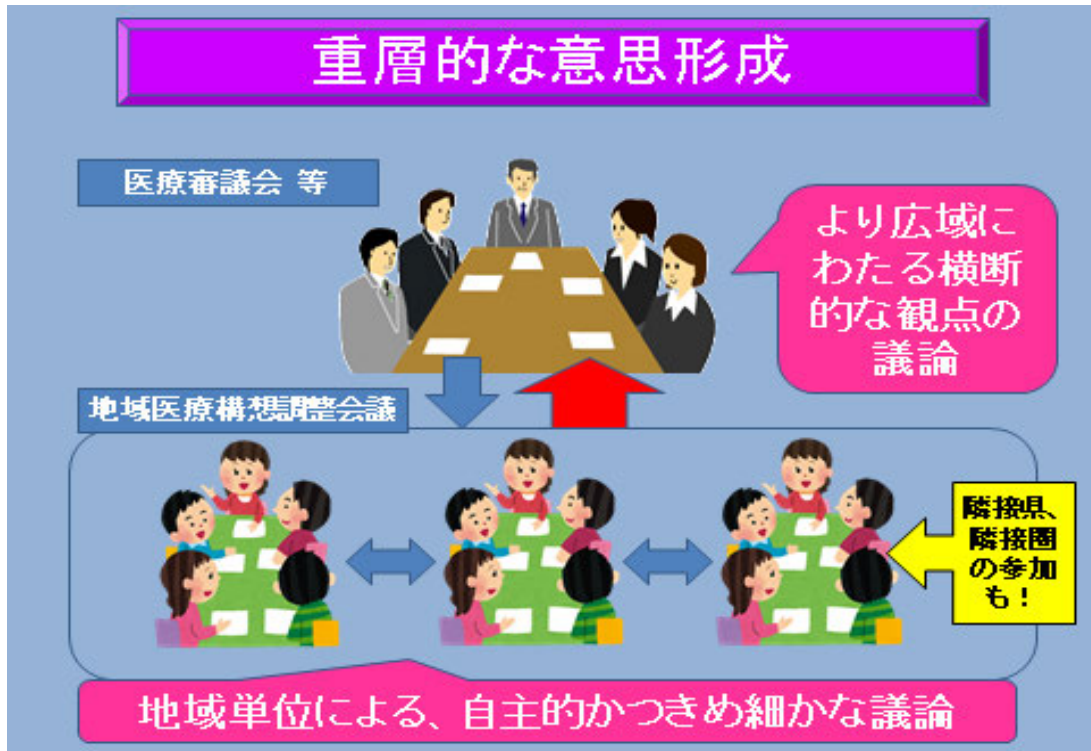 重層的な意思形成
医療審議会 等
より広域に
わたる横断
的な観点の
議論
地域医療構想調整会議
隣接県、
隣接圏
の参加
も！
地域単位による、自主的かつきめ細かな議論